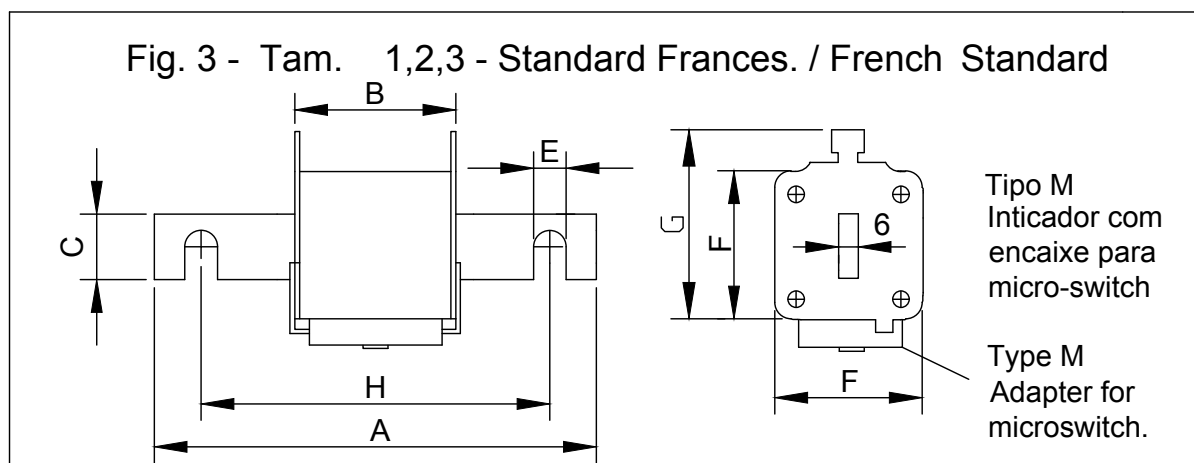 Fig. 3 - Tam. 1,2,3 - Standard Frances. / French Standard
B
E
C
H
A
G
F
6
F
Tipo M
Inticador com
encaixe para
micro-switch
Type M
Adapter for
microswitch.